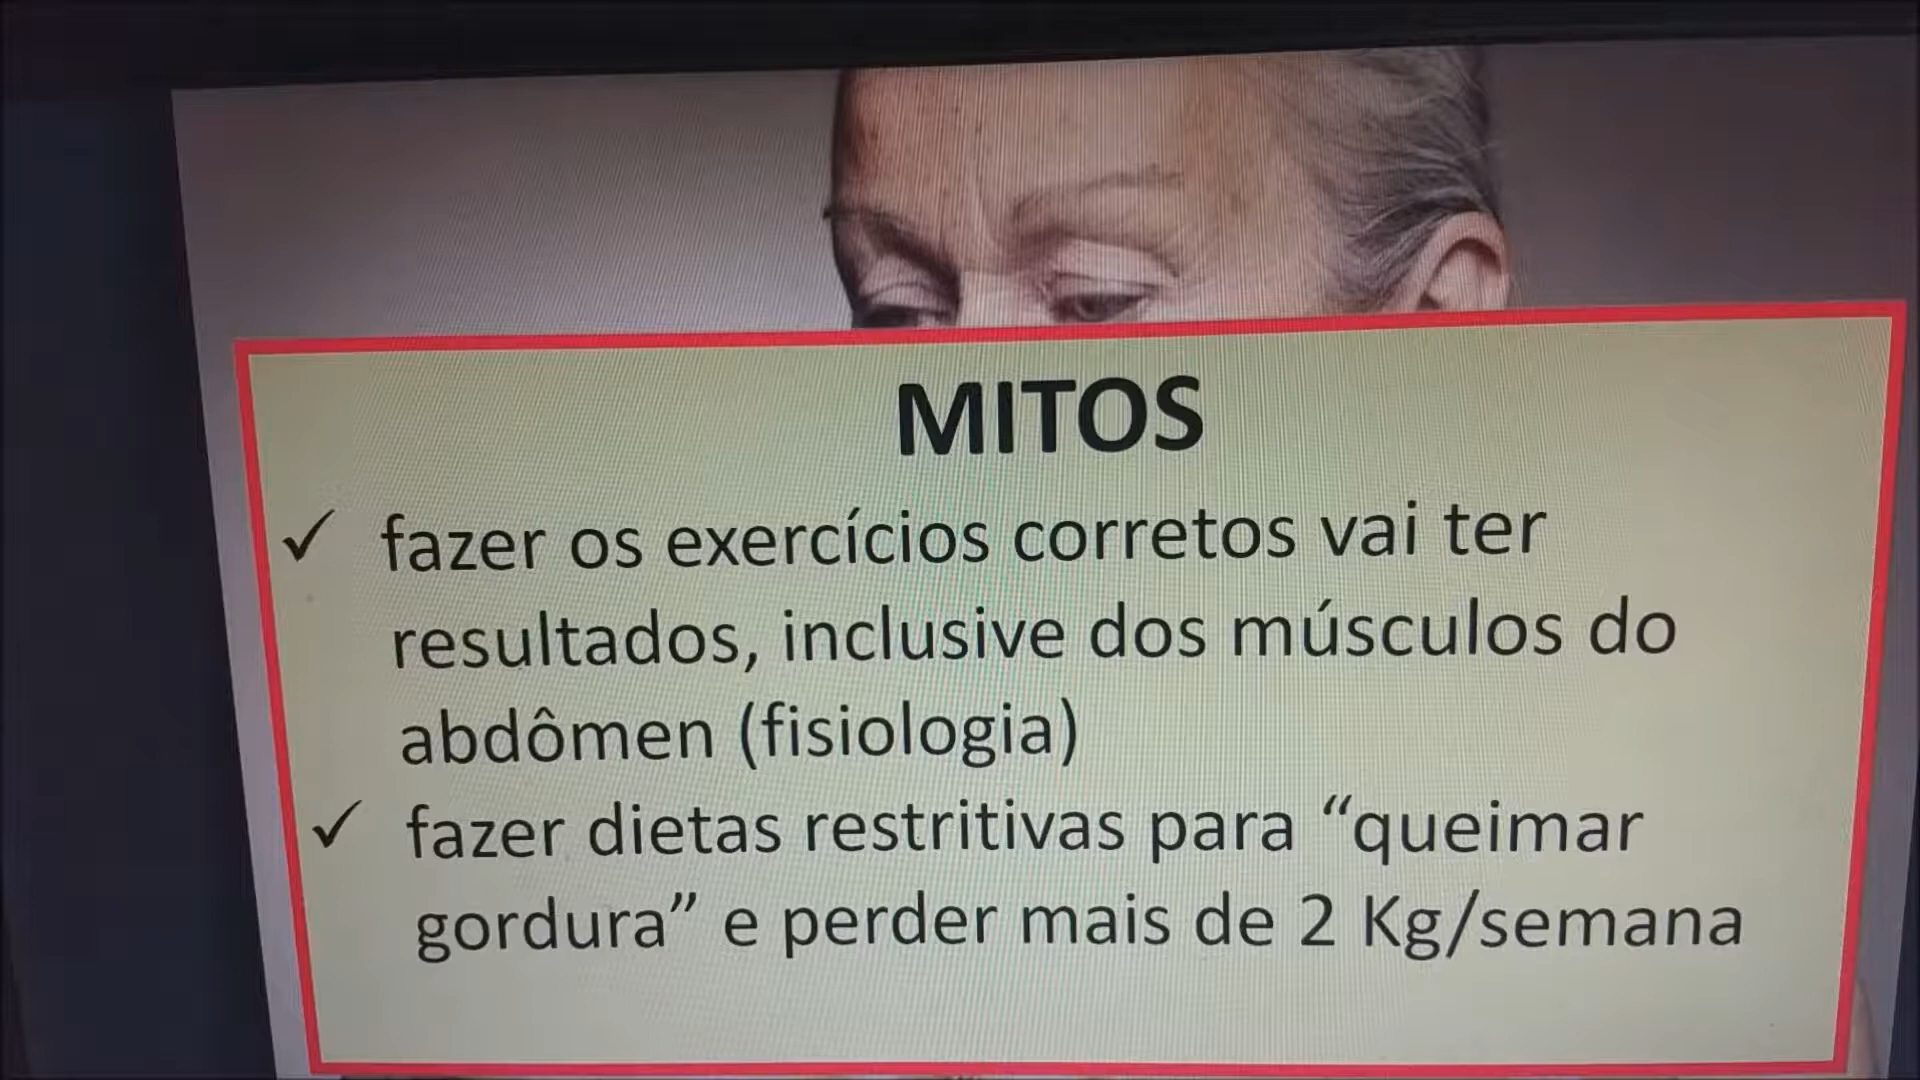 MITOS
✓ fazer os exercícios corretos vai ter
resultados, inclusive dos músculos do
abdômen (fisiologia)
✓ fazer dietas restritivas para “queimar
gordura” e perder mais de 2 Kg/semana